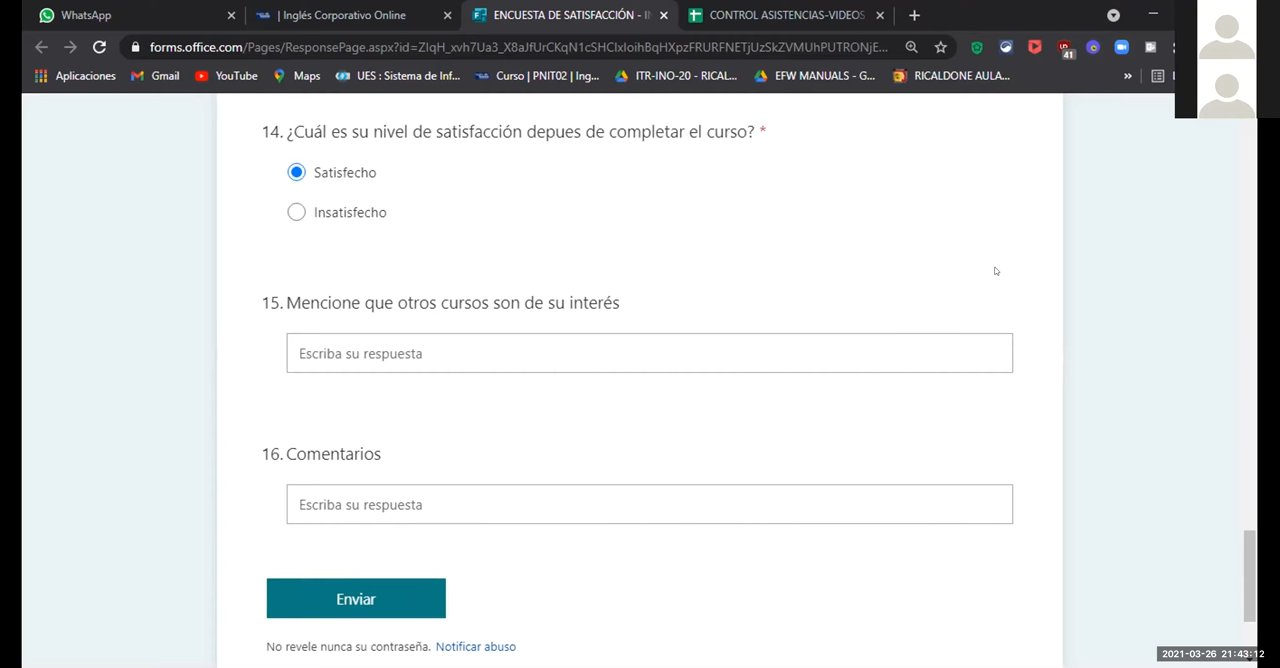 WhatsApp
| Inglés Corporativo Online
ENCUESTA DE SATISFACCIÓN - I
CONTROL ASISTENCIAS-VIDEOS
forms.office.com/Pages/ResponsePage.aspx?id=
41
Aplicaciones
Gmail
YouTube
Maps
UES : Sistema de Inf...
Curso | PNIT02 | Ing...
ITR-INO-20 - RICAL...
EFW MANUALS - G...
RICALDONE AULA...
»
14. ¿Cuál es su nivel de satisfacción depues de completar el curso? *
Satisfecho
Insatisfecho
15. Mencione que otros cursos son de su interés
Escriba su respuesta
16. Comentarios
Escriba su respuesta
Enviar
No revele nunca su contraseña. Notificar abuso
2021-03-26 21:43:12